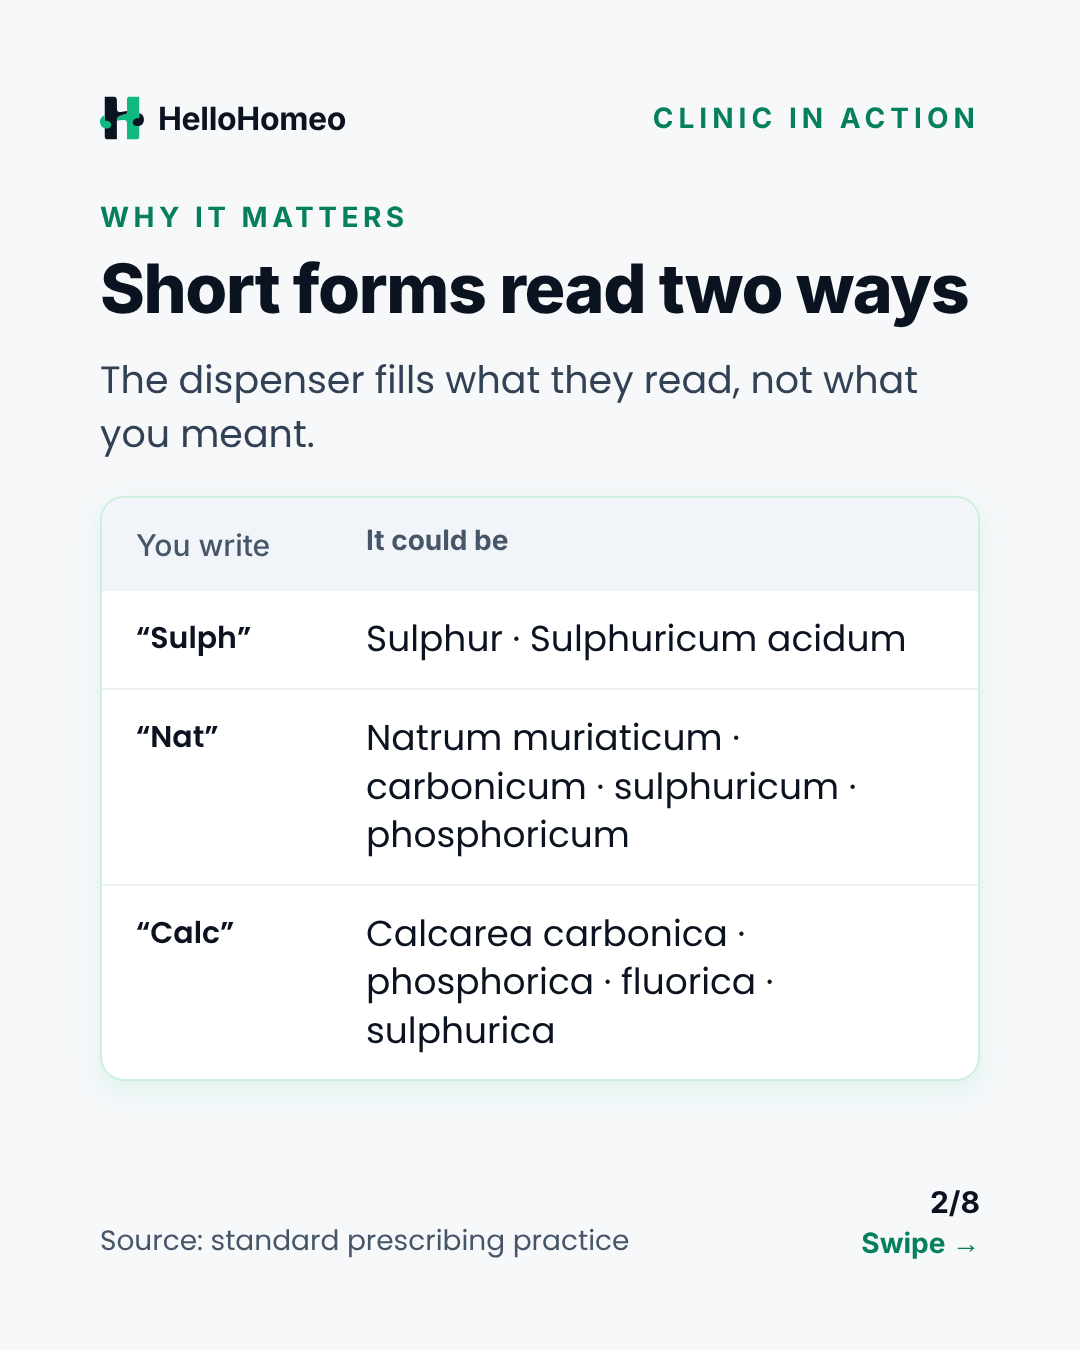 HelloHomeo
CLINIC IN ACTION
WHY IT MATTERS
Short forms read two ways
The dispenser fills what they read, not what
you meant.
You write It could be
“Sulph” Sulphur · Sulphuricum acidum
“Nat” Natrum muriaticum ·
carbonicum · sulphuricum ·
phosphoricum
“Calc” Calcarea carbonica ·
phosphorica · fluorica ·
sulphurica
Source: standard prescribing practice
2/8
Swipe →